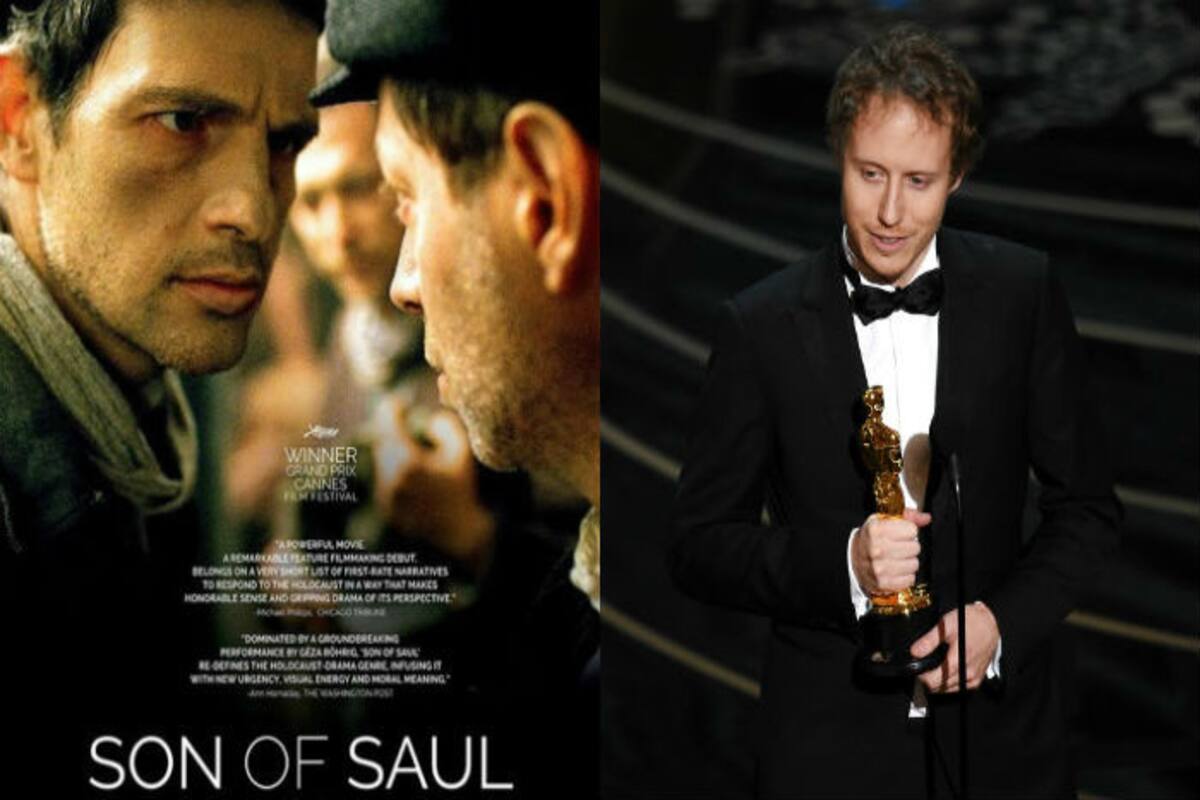 WINNER
GRAND PRIX
CANNES
FILM FESTIVAL
"A POWERFUL MOVIE.
A REMARKABLE FEATURE FILMMAKING DEBUT.
BELONGS ON A VERY SHORT LIST OF FIRST-RATE NARRATIVES
TO RESPOND TO THE HOLOCAUST IN A WAY THAT MAKES
HONORABLE SENSE AND GRIPPING DRAMA OF ITS PERSPECTIVE."
-Michael Phillips, CHICAGO TRIBUNE
"DOMINATED BY A GROUNDBREAKING
PERFORMANCE BY GÉZA RÖHRIG, 'SON OF SAUL'
RE-DEFINES THE HOLOCAUST-DRAMA GENRE, INFUSING IT
WITH NEW URGENCY, VISUAL ENERGY AND MORAL MEANING."
-Ann Hornaday, THE WASHINGTON POST
SON OF SAUL